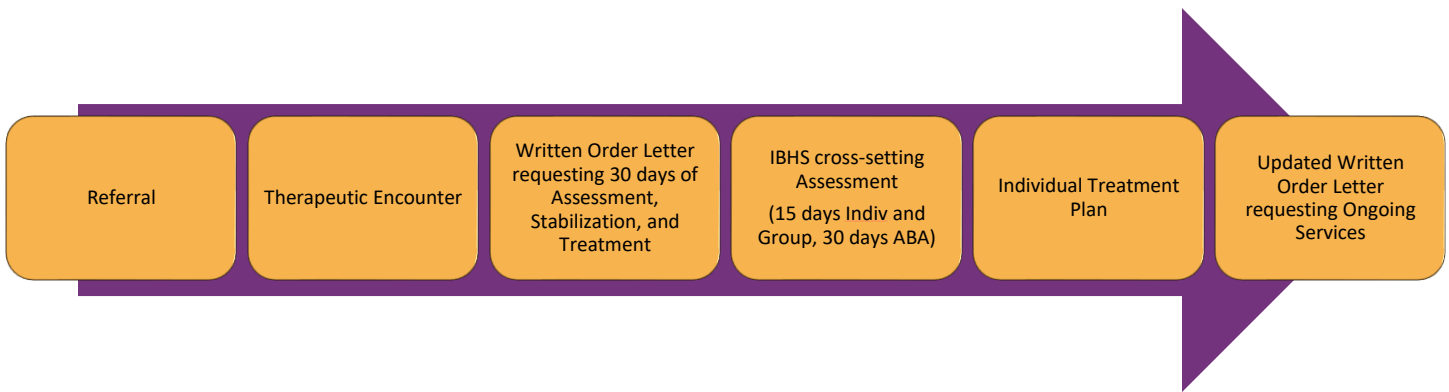 Referral
Therapeutic Encounter
Written Order Letter
requesting 30 days of
Assessment,
Stabilization, and
Treatment
IBHS cross-setting
Assessment
(15 days Indiv and
Group, 30 days ABA)
Individual Treatment
Plan
Updated Written
Order Letter
requesting Ongoing
Services